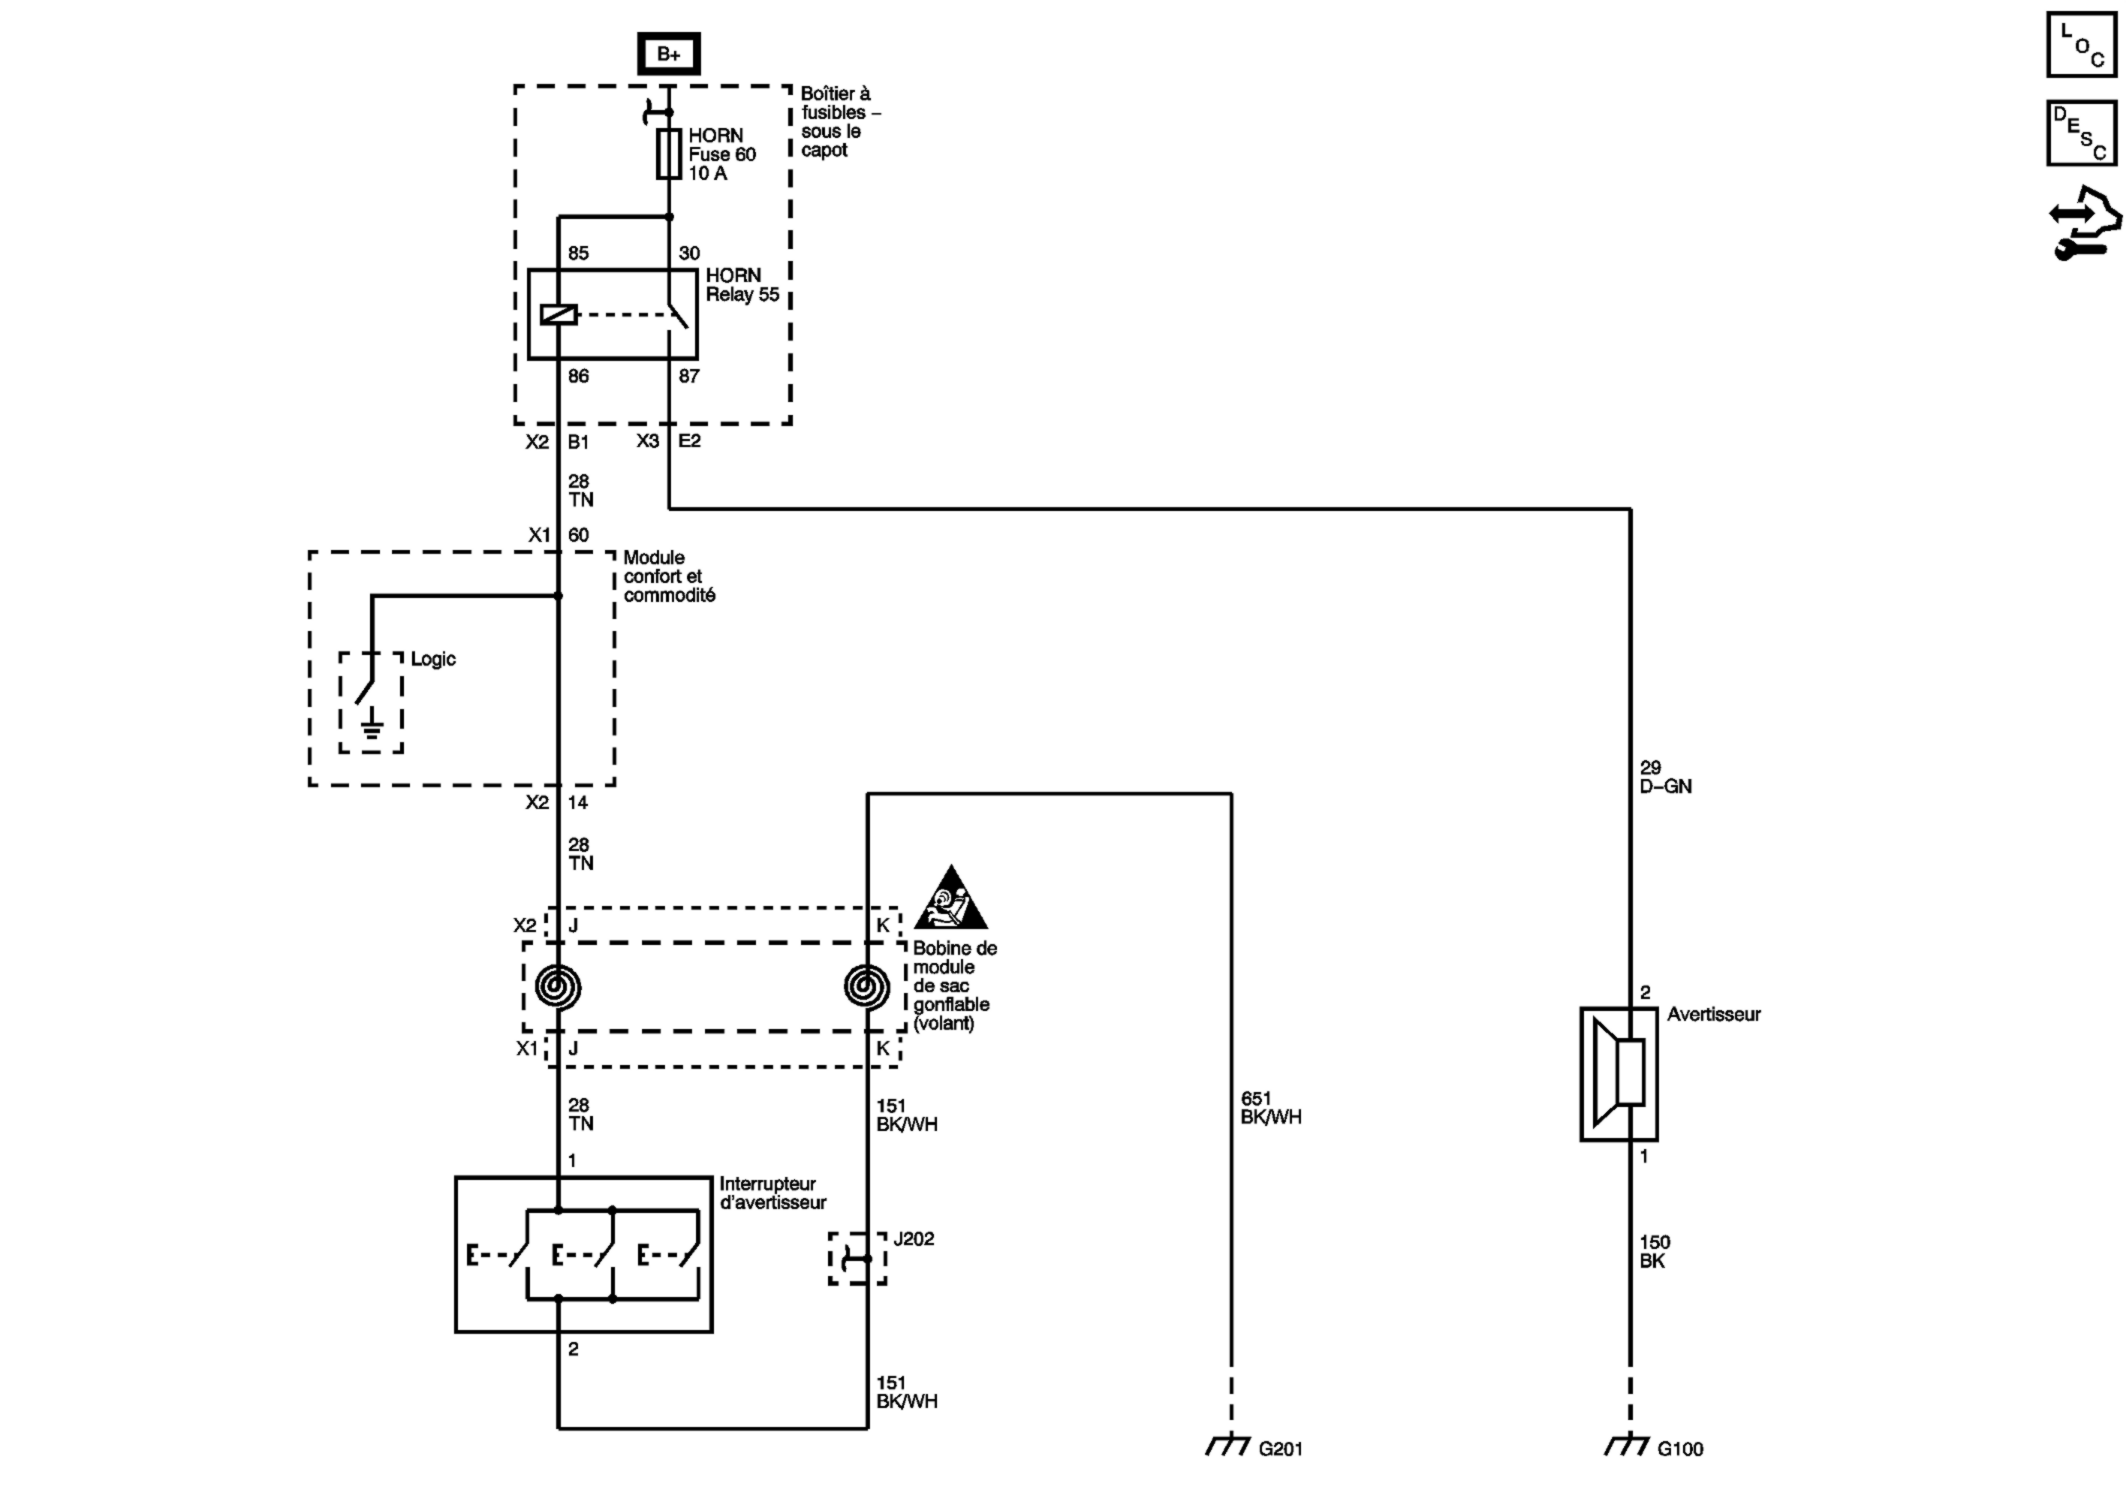 B+
Boîtier à
fusibles –
sous le
capot
HORN
Fuse 60
10 A
85
30
HORN
Relay 55
86
87
X2
B1
X3
E2
28
TN
X1
60
Module
confort et
commodité
Logic
X2
14
28
TN
X2
J
K
Bobine de
module
de sac
gonflable
(volant)
X1
J
K
28
TN
151
BK/WH
1
Interrupteur
d'avertisseur
E
E
E
J202
2
151
BK/WH
651
BK/WH
G201
29
D–GN
2
Avertisseur
1
150
BK
G100
LOC
DESC